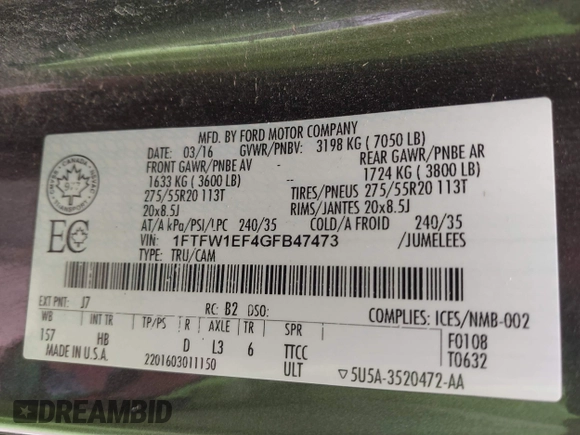 MFD. BY FORD MOTOR COMPANY
DATE: 03/16 GVWR/PNBV: 3198 KG ( 7050 LB)
FRONT GAWR/PNBE AV REAR GAWR/PNBE AR
1633 KG ( 3600 LB) -- 1724 KG ( 3800 LB)
275/55R20 113T TIRES/PNEUS 275/55R20 113T
20x8.5J RIMS/JANTES 20x8.5J
AT/A kPa/PSI/LPC 240/35 COLD/A FROID 240/35
VIN: 1FTFW1EF4GFB47473 /JUMELEES
TYPE: TRU/CAM
CANADA
EC
EXT PNT: J7 RC: B2 DSO: COMPLIES: ICES/NMB-002
WB INT TR TP/PS R AXLE TR SPR F0108
157 HB D L3 6 TTCC T0632
MADE IN U.S.A. 2201603011150 ULT ▽5U5A-3520472-AA
DREAMBID